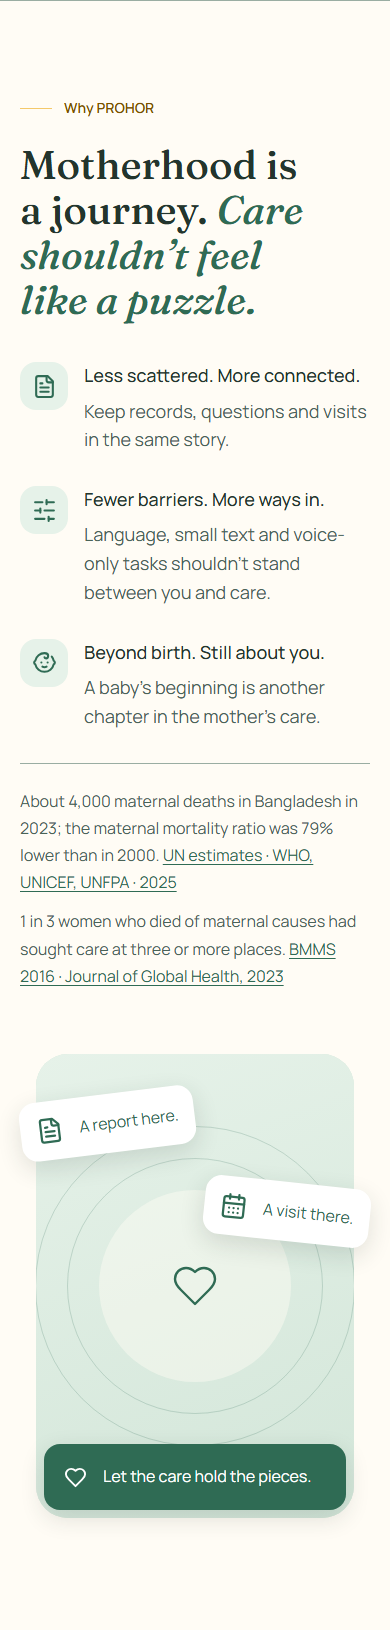 Why PROHOR
Motherhood is
a journey. Care
shouldn’t feel
like a puzzle.
Less scattered. More connected.
Keep records, questions and visits
in the same story.
Fewer barriers. More ways in.
Language, small text and voice-
only tasks shouldn’t stand
between you and care.
Beyond birth. Still about you.
A baby’s beginning is another
chapter in the mother’s care.
About 4,000 maternal deaths in Bangladesh in
2023; the maternal mortality ratio was 79%
lower than in 2000. UN estimates · WHO,
UNICEF, UNFPA · 2025
1 in 3 women who died of maternal causes had
sought care at three or more places. BMMS
2016 · Journal of Global Health, 2023
A report here.
A visit there.
Let the care hold the pieces.